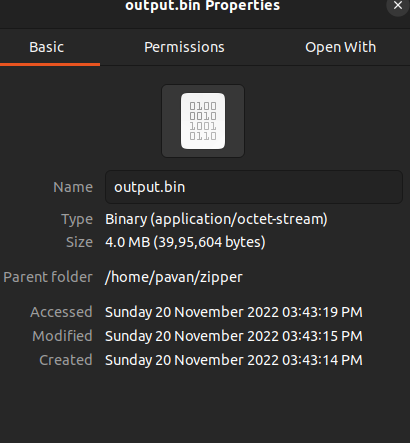 output.bin Properties
Basic Permissions Open With
0100
0010
1001
0110
Name output.bin
Type Binary (application/octet-stream)
Size 4.0 MB (39,95,604 bytes)
Parent folder /home/pavan/zipper
Accessed Sunday 20 November 2022 03:43:19 PM
Modified Sunday 20 November 2022 03:43:15 PM
Created Sunday 20 November 2022 03:43:14 PM